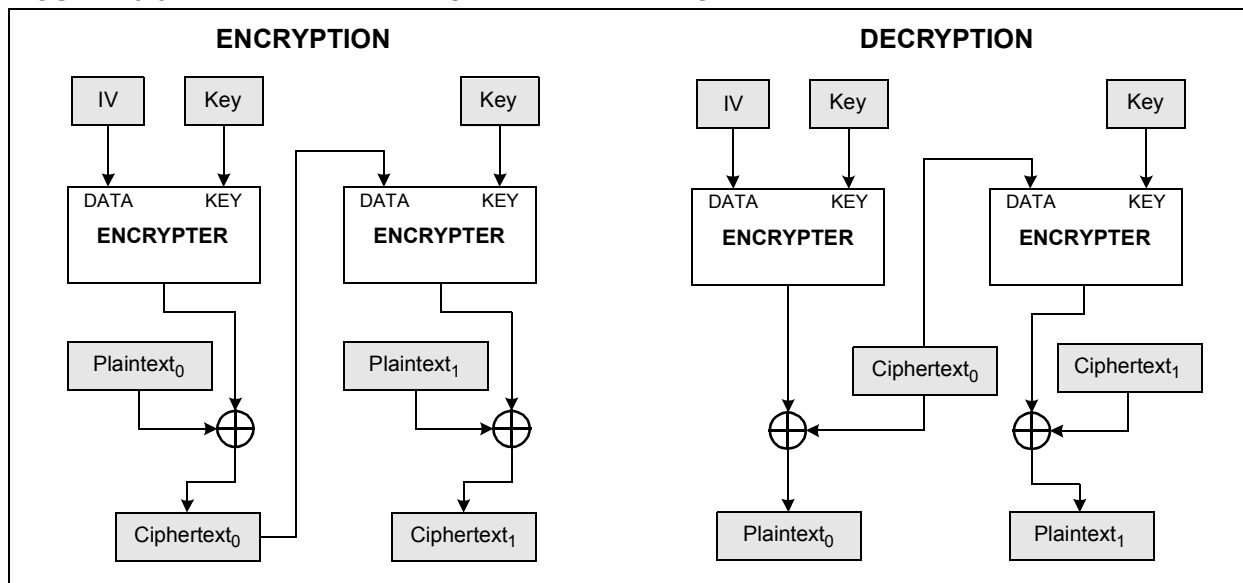 ENCRYPTION
IV
Key
Key
DATA
KEY
ENCRYPTER
DATA
KEY
ENCRYPTER
Plaintext0
Plaintext1
Ciphertext0
Ciphertext1
DECRYPTION
IV
Key
Key
DATA
KEY
ENCRYPTER
DATA
KEY
ENCRYPTER
Ciphertext0
Ciphertext1
Plaintext0
Plaintext1